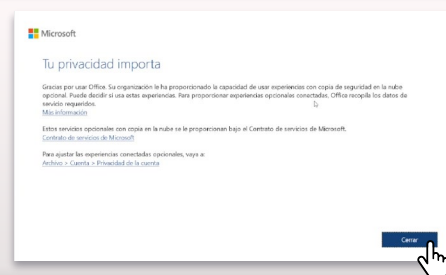 Microsoft
Tu privacidad importa
Gracias por usar Office. Su organización le ha proporcionado la capacidad de usar experiencias con copia de seguridad en la nube
opcional. Puede decidir si usa estas experiencias. Para proporcionar experiencias opcionales conectadas, Office recopila los datos de
servicio requeridos.
Más información
Estos servicios opcionales con copia en la nube se le proporcionan bajo el Contrato de servicios de Microsoft.
Contrato de servicios de Microsoft
Para ajustar las experiencias conectadas opcionales, vaya a:
Archivo > Cuenta > Privacidad de la cuenta
Cerrar